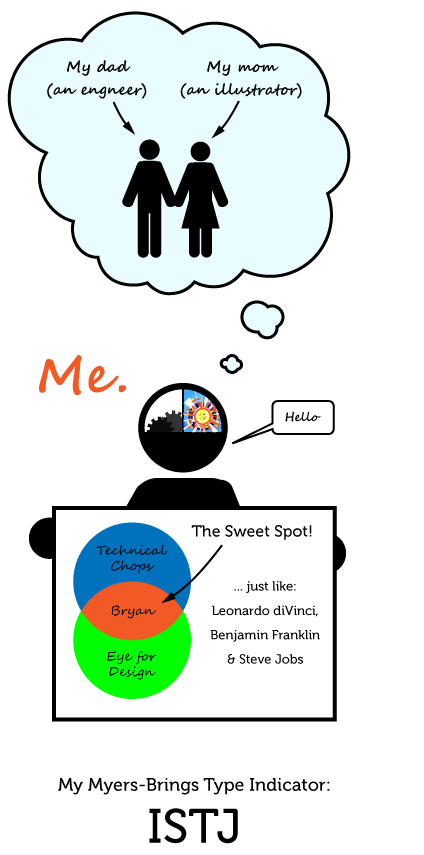 My dad
(an engneer)
My mom
(an illustrator)
Me.
Hello
The Sweet Spot!
Technical
Chops
Bryan
Eye for
Design
... just like:
Leonardo diVinci,
Benjamin Franklin
& Steve Jobs
My Myers-Brings Type Indicator:
ISTJ